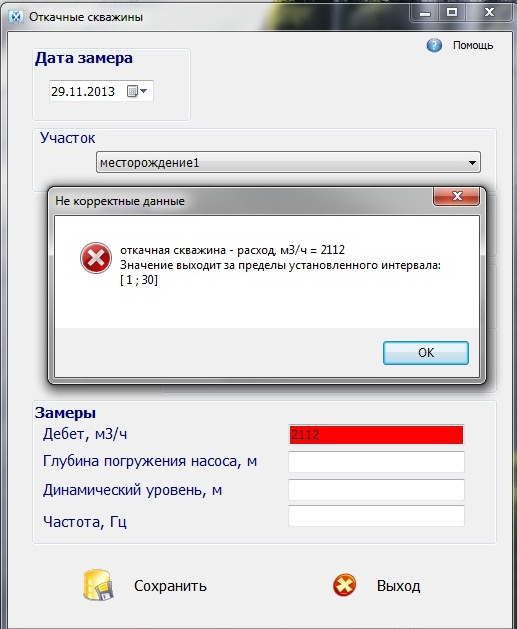 Откачные скважины
Помощь
Дата замера
29.11.2013
Участок
месторождение1
Не корректные данные
откачная скважина - расход, м3/ч = 2112
Значение выходит за пределы установленного интервала:
[ 1 ; 30]
OK
Замеры
Дебет, м3/ч
2112
Глубина погружения насоса, м
Динамический уровень, м
Частота, Гц
Сохранить
Выход